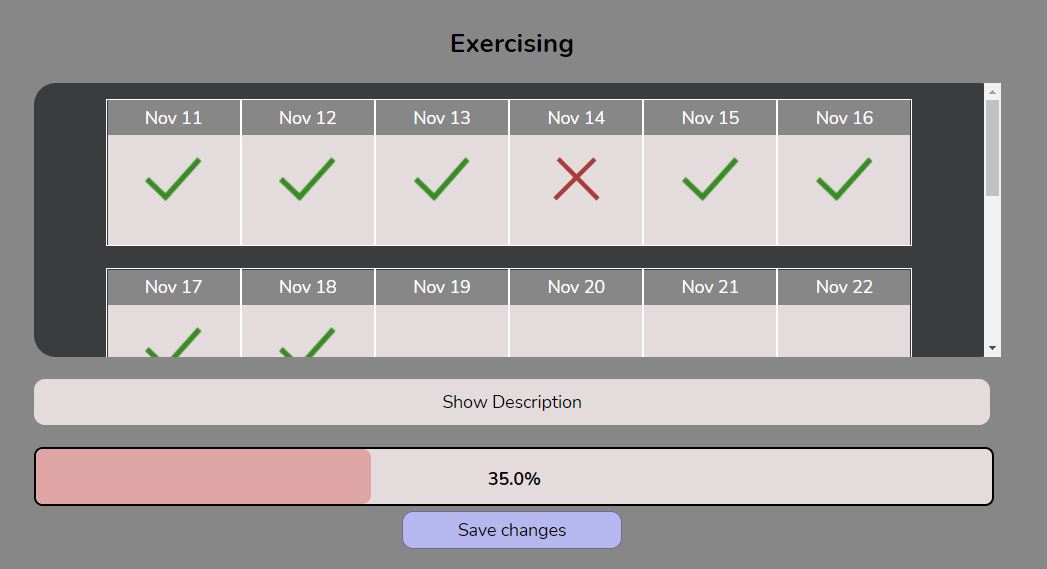 Exercising
Nov 11 Nov 12 Nov 13 Nov 14 Nov 15 Nov 16
Nov 17 Nov 18 Nov 19 Nov 20 Nov 21 Nov 22
Show Description
35.0%
Save changes